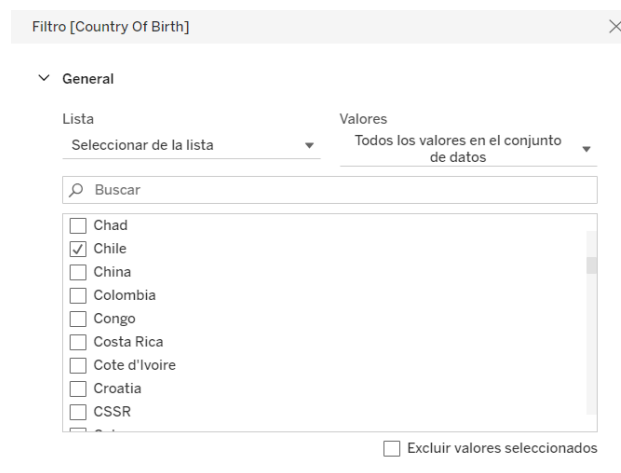 Filtro [Country Of Birth]
General
Lista
Valores
Seleccionar de la lista
Todos los valores en el conjunto
de datos
Buscar
Chad
Chile
China
Colombia
Congo
Costa Rica
Cote d'Ivoire
Croatia
CSSR
Excluir valores seleccionados